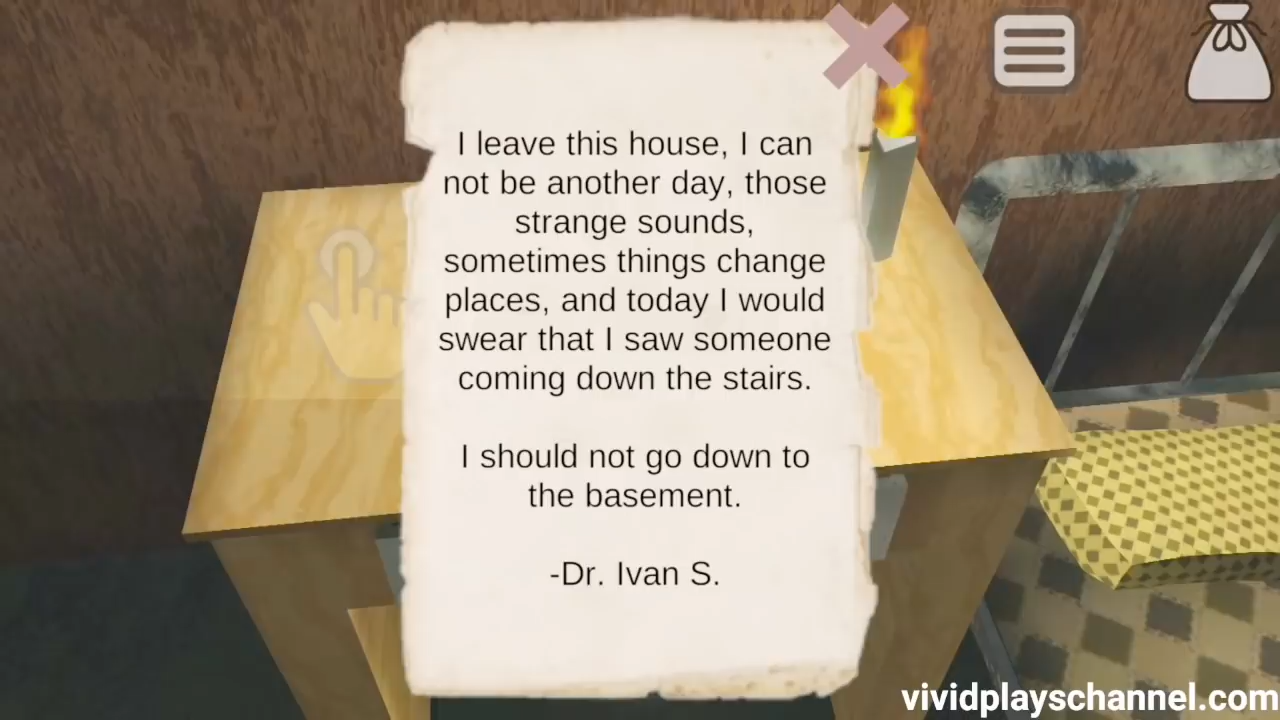 I leave this house, I can
not be another day, those
strange sounds,
sometimes things change
places, and today I would
swear that I saw someone
coming down the stairs.
I should not go down to
the basement.
-Dr. Ivan S.
vividplayschannel.com